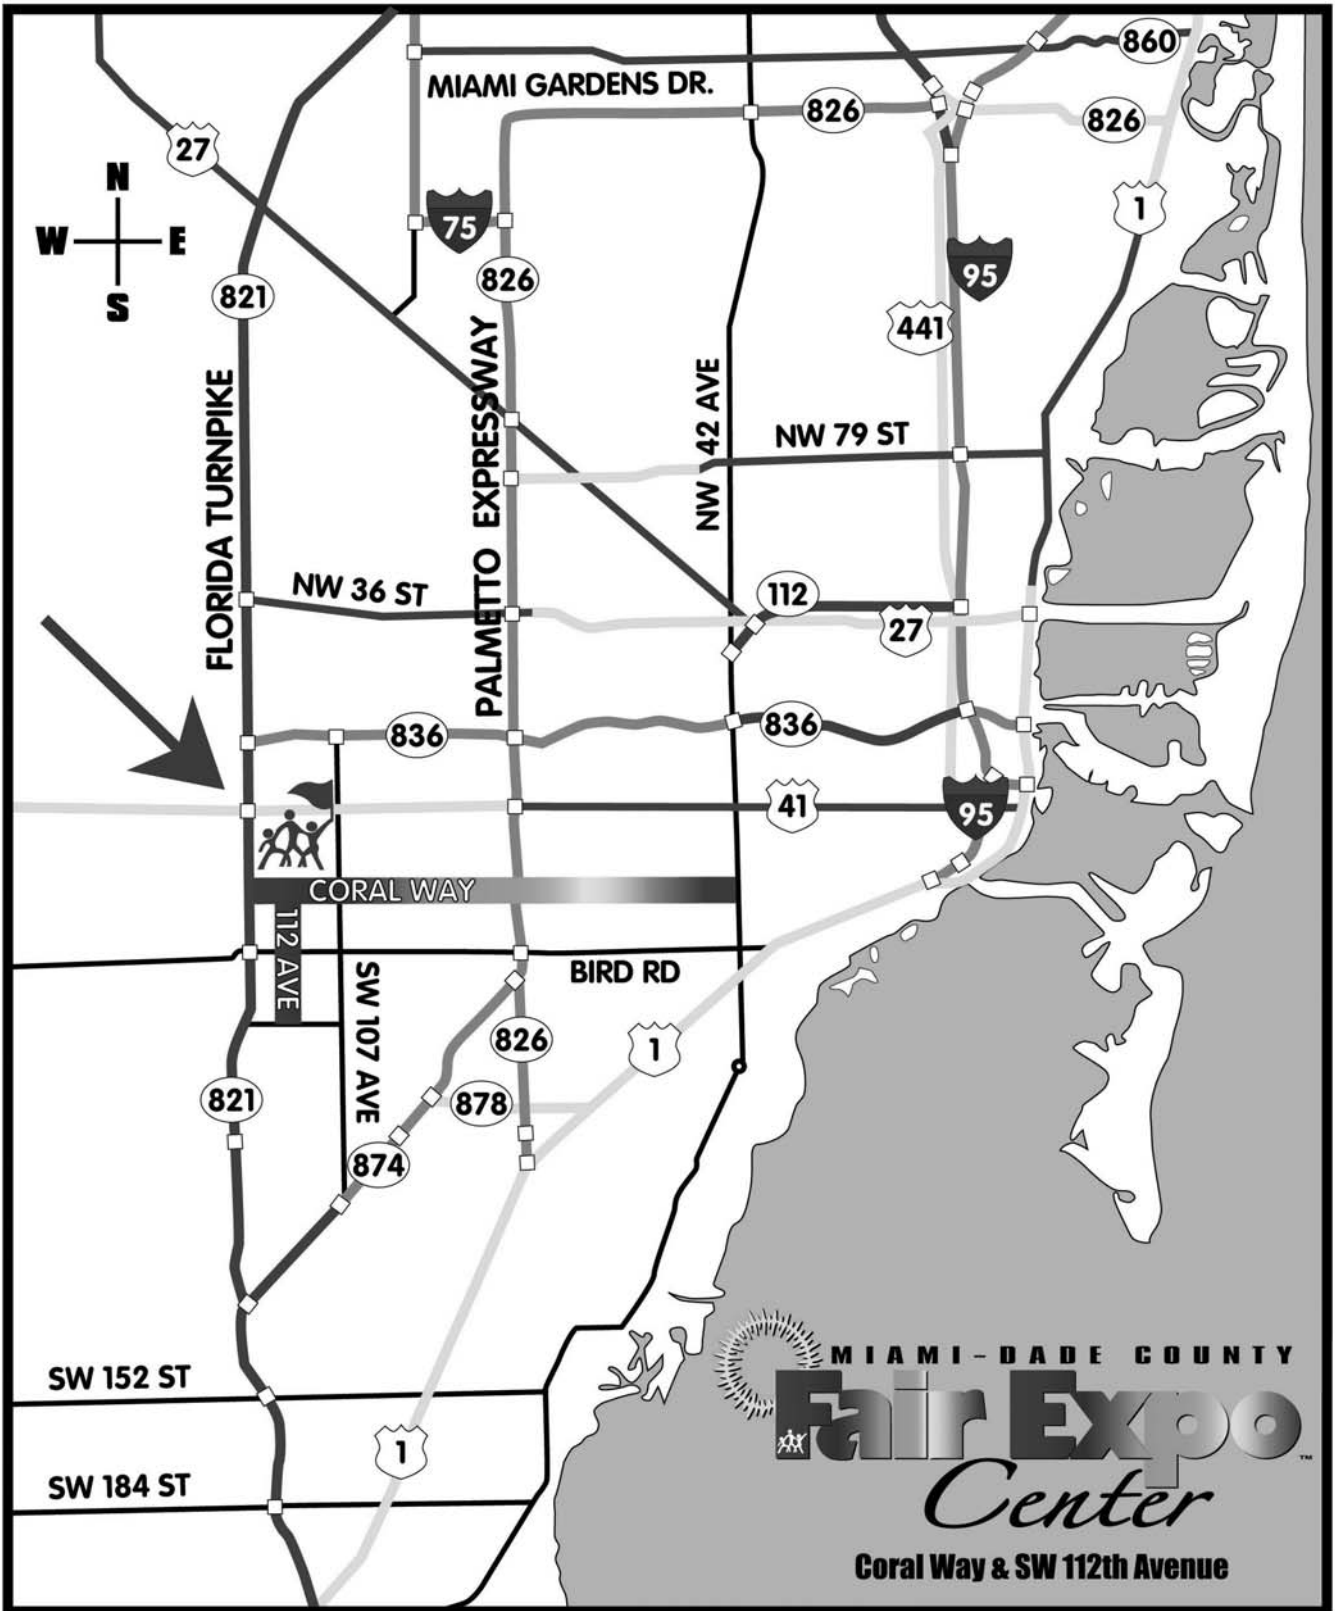 860
MIAMI GARDENS DR.
826
826
27
N
W E
S
75
1
826
95
821
441
FLORIDA TURNPIKE
PALMETTO EXPRESSWAY
NW 42 AVE
NW 79 ST
NW 36 ST
112
27
836
836
41
95
CORAL WAY
112 AVE
SW 107 AVE
BIRD RD
826
1
821
878
874
SW 152 ST
1
SW 184 ST
MIAMI-DADE COUNTY
Fair Expo™
Center
Coral Way & SW 112th Avenue